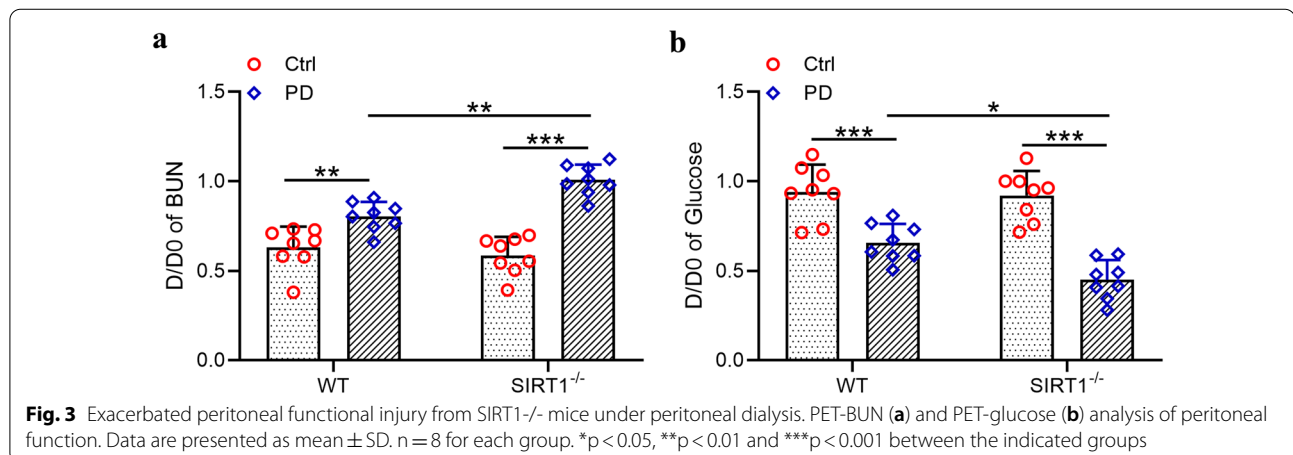 a
Ctrl
PD
D/D0 of BUN
1.5
1.0
0.5
0.0
**
***
**
WT
SIRT1-/-
b
Ctrl
PD
D/D0 of Glucose
1.5
1.0
0.5
0.0
***
*
***
WT
SIRT1-/-
Fig. 3 Exacerbated peritoneal functional injury from SIRT1-/- mice under peritoneal dialysis. PET-BUN (a) and PET-glucose (b) analysis of peritoneal
function. Data are presented as mean ± SD. n = 8 for each group. *p < 0.05, **p < 0.01 and ***p < 0.001 between the indicated groups